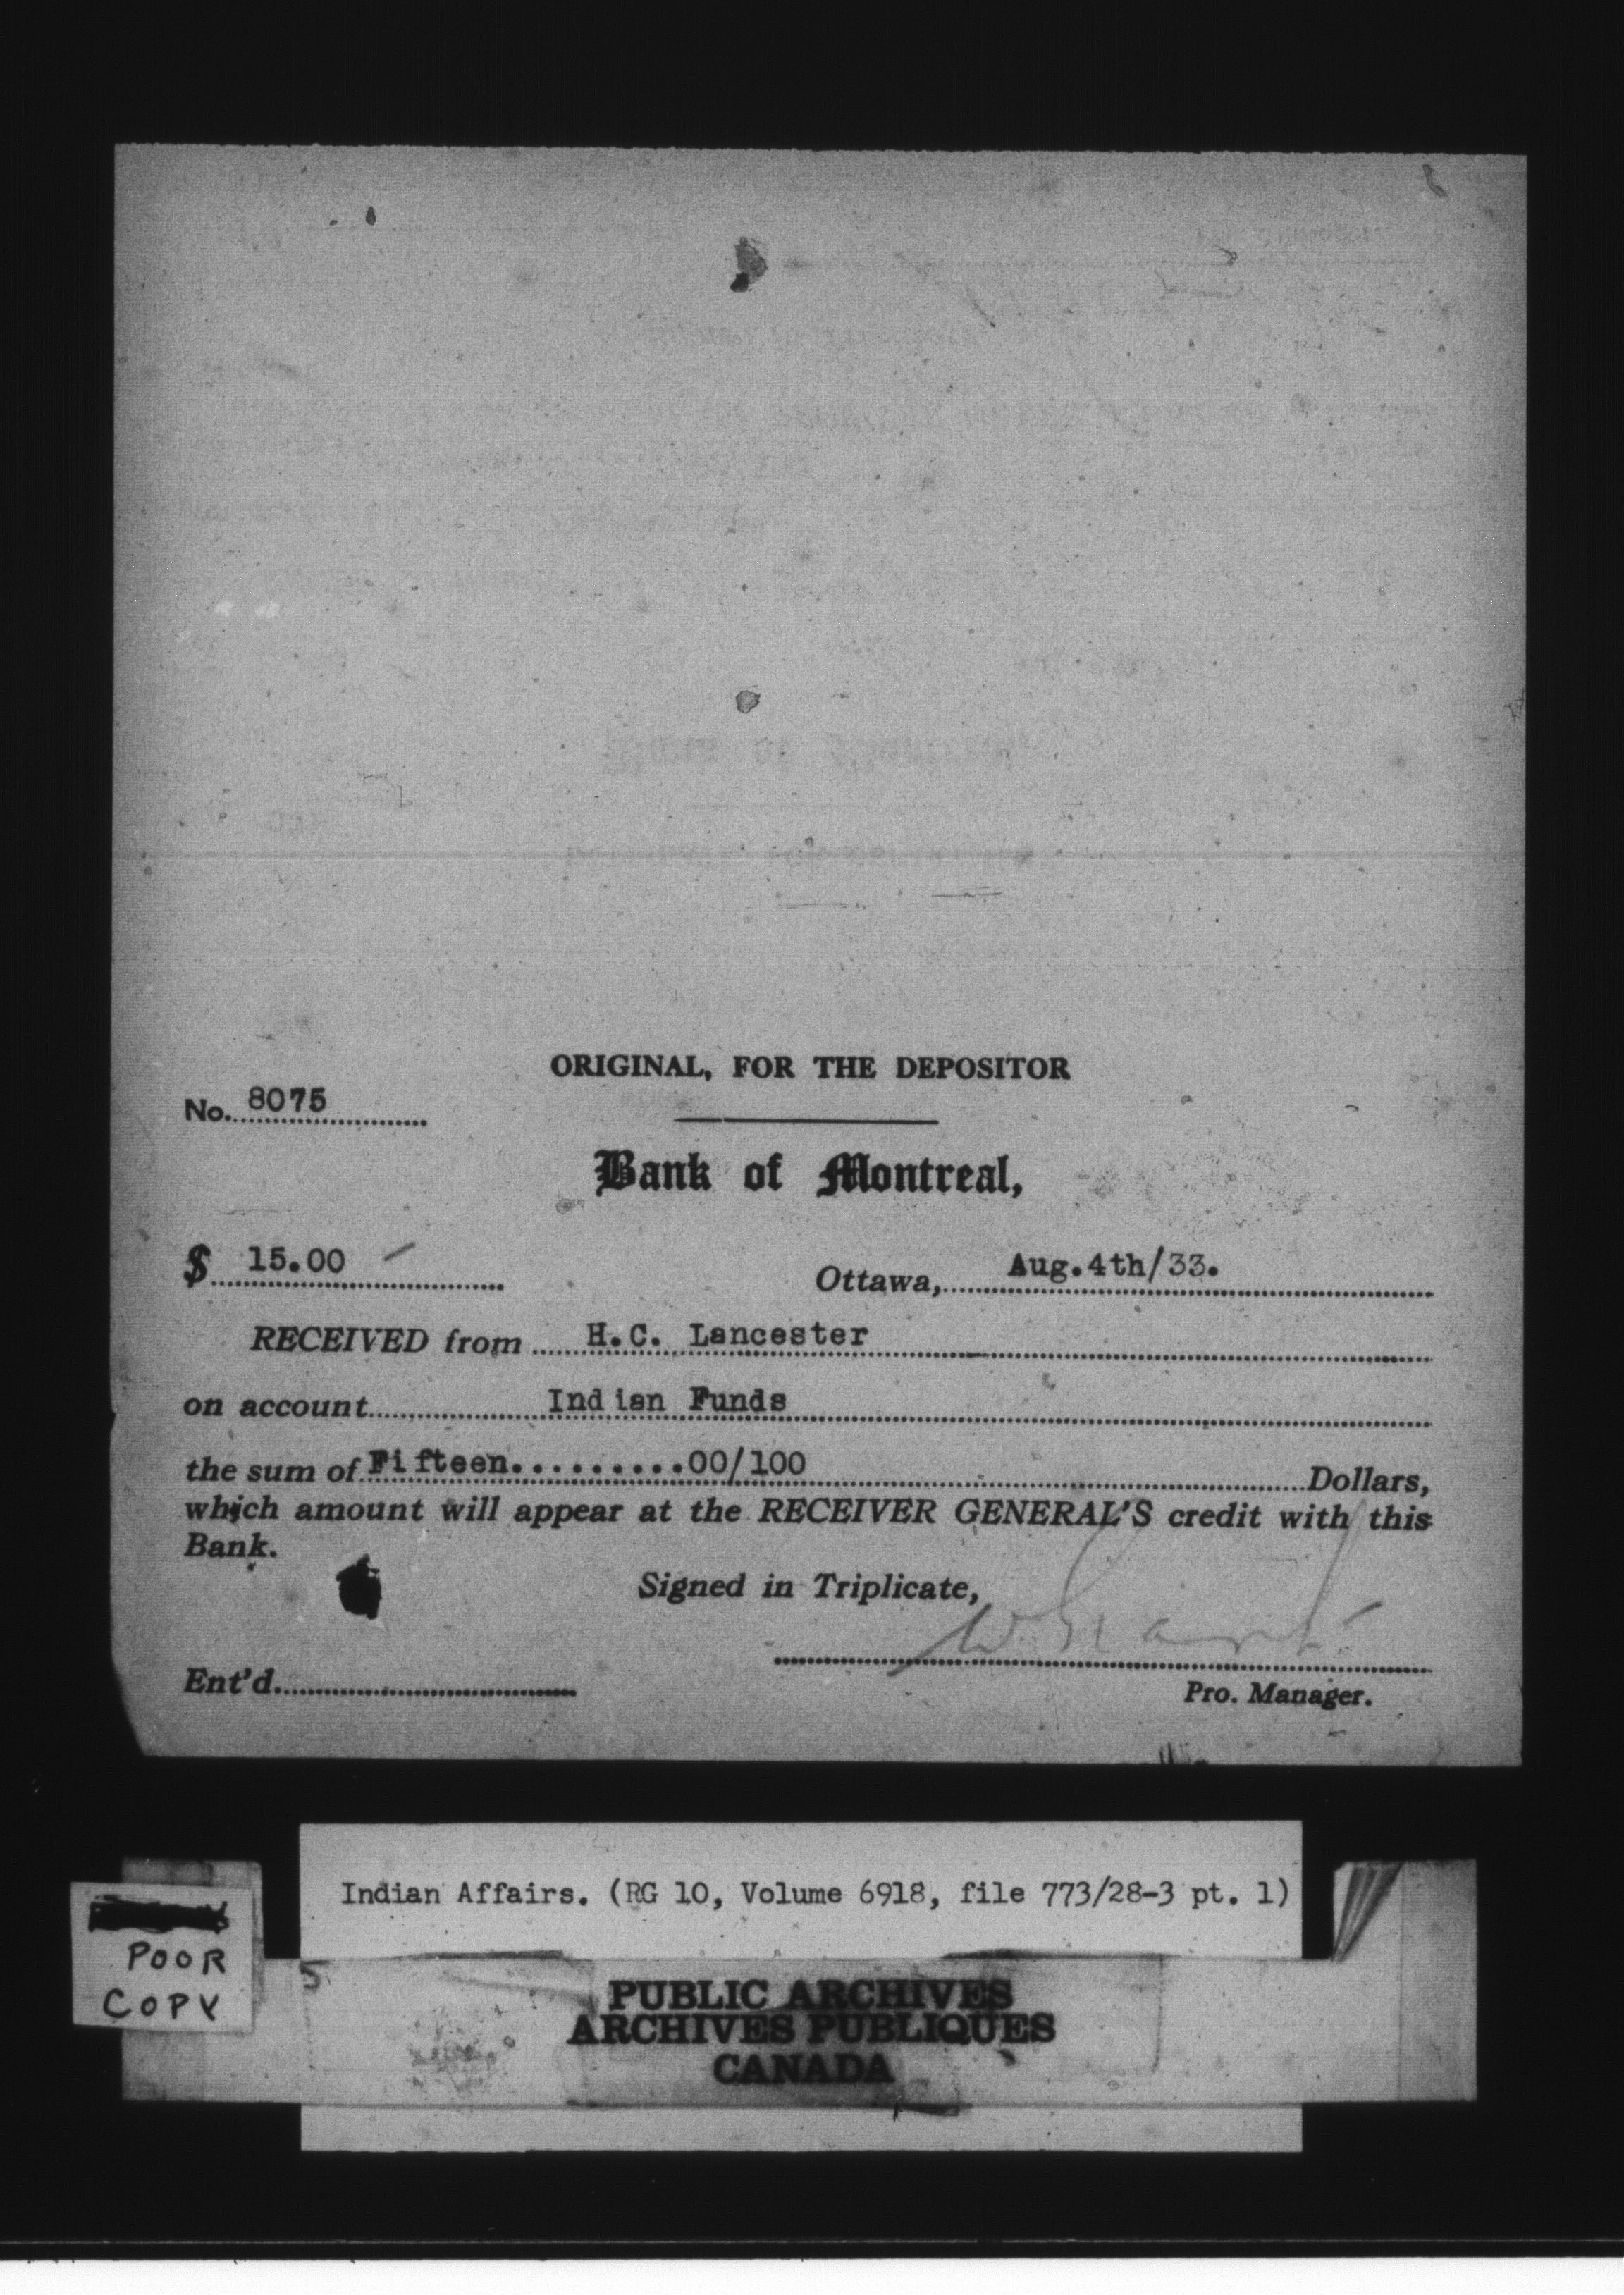 ORIGINAL, FOR THE DEPOSITOR
No. 8075
Bank of Montreal,
$ 15.00
Ottawa, Aug.4th/33.
RECEIVED from H.C. Lancester
on account Indian Funds
the sum of Fifteen.........00/100 Dollars,
which amount will appear at the RECEIVER GENERAL'S credit with this
Bank.
Signed in Triplicate,
Ent'd.
Pro. Manager.
Indian Affairs. (RG 10, Volume 6918, file 773/28-3 pt. 1)
POOR
COPY
PUBLIC ARCHIVES
ARCHIVES PUBLIQUES
CANADA